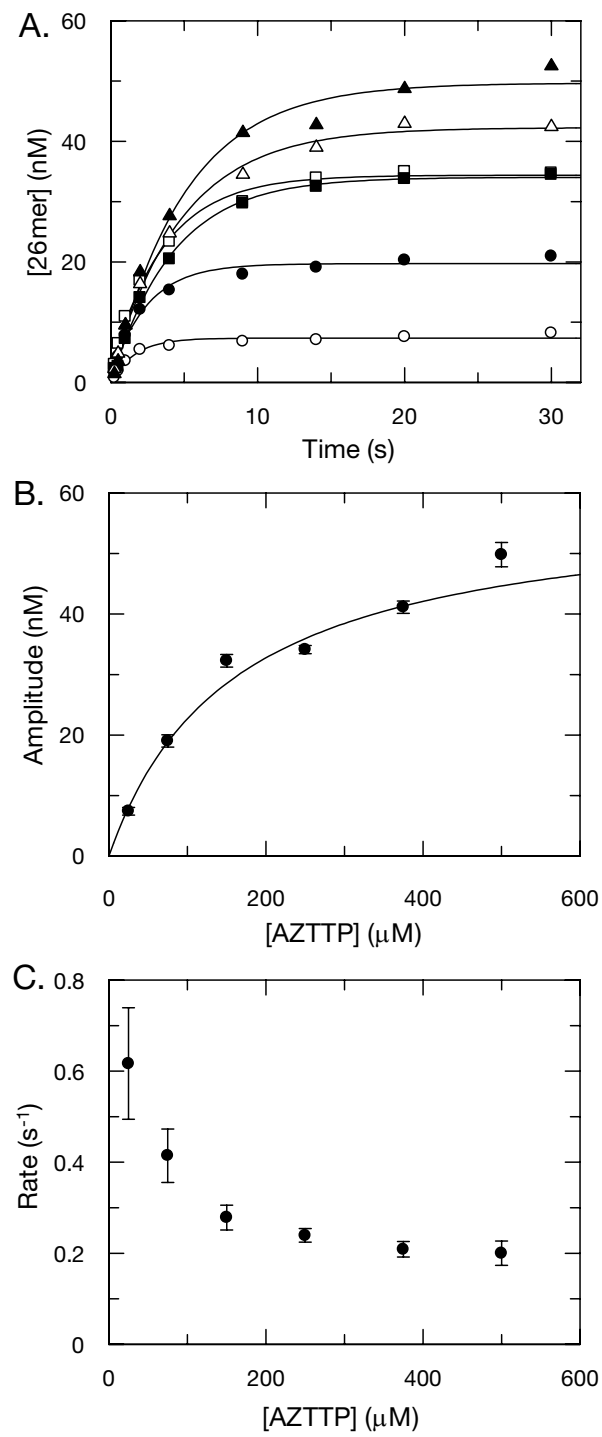 A.
60
40
20
0
[26mer] (nM)
0 10 20 30
Time (s)
B.
60
40
20
0
Amplitude (nM)
0 200 400 600
[AZTTP] (μM)
C.
0.8
0.6
0.4
0.2
0
Rate (s-1)
0 200 400 600
[AZTTP] (μM)